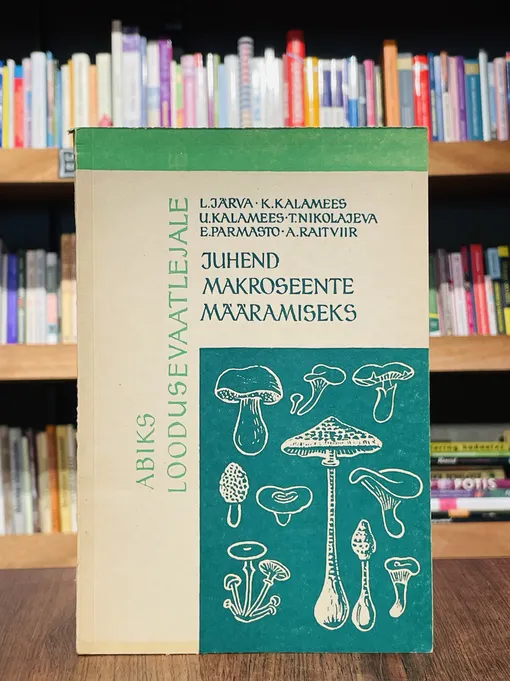 L. JÄRVA · K. KALAMEES
U. KALAMEES · T. NIKOLAJEVA
E. PARMASTO · A. RAITVIIR
JUHEND
MAKROSEENTE
MÄÄRAMISEKS
ABIKS
LOODUSEVAATLEJALE
POTIS